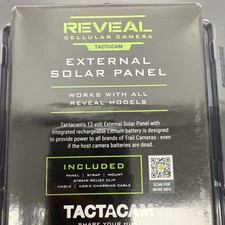 REVEAL
CELLULAR CAMERA
TACTACAM
EXTERNAL
SOLAR PANEL
WORKS WITH ALL
REVEAL MODELS
Tactacam's 12 volt External Solar Panel with
integrated rechargeable Lithium battery is designed
to provide power to all brands of Trail Cameras - even
if the host camera batteries are dead.
INCLUDED
PANEL | STRAP | MOUNT
STRAIN RELIEF CLIP
CABLE | USB-C CHARGING CABLE
SCAN FOR
MORE INFO
TACTACAM
SHARE YOUR HU